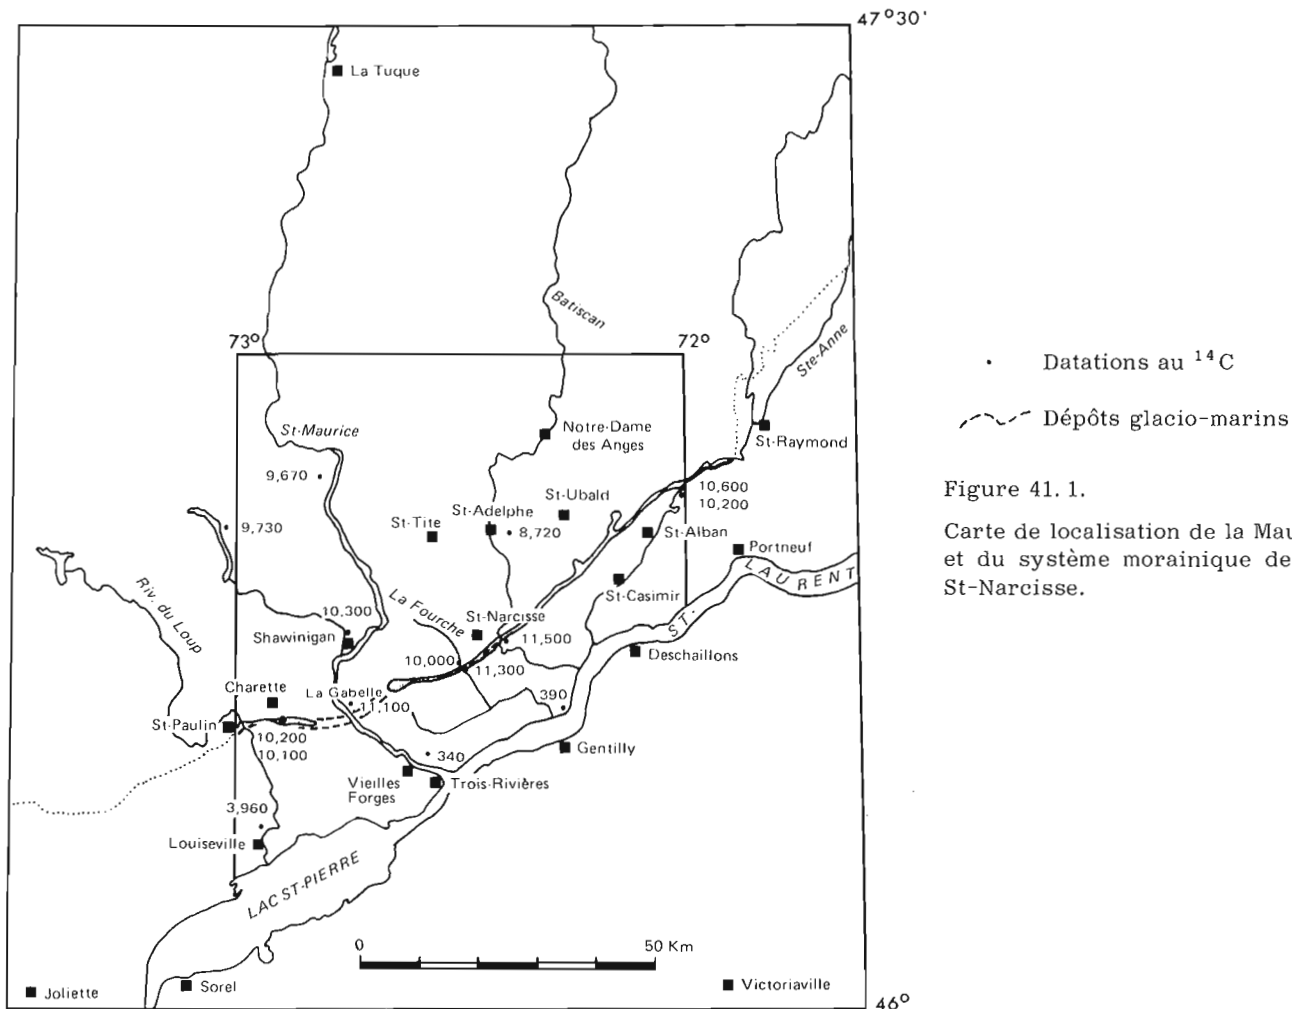 47°30'
La Tuque
Batiscan
73°
72°
Ste-Anne
St-Maurice
Notre-Dame
des Anges
St-Raymond
9,670
10,600
10,200
St-Ubald
St-Adelphe
St-Tite
8,720
9,730
St-Alban
Portneuf
ST. LAURENT
Riv. du Loup
La Fourche
St-Casimir
10,300
St-Narcisse
Shawinigan
11,500
Deschaillons
10,000
11,300
Charette
La Gabelle
11,100
390
St-Paulin
10,200
10,100
Gentilly
340
Vieilles
Forges
Trois-Rivières
3,960
Louiseville
LAC ST-PIERRE
0
50 Km
Joliette
Sorel
Victoriaville
46°
Datations au ¹⁴C
Dépôts glacio-marins
Figure 41.1.
Carte de localisation de la Mau
et du système morainique de
St-Narcisse.